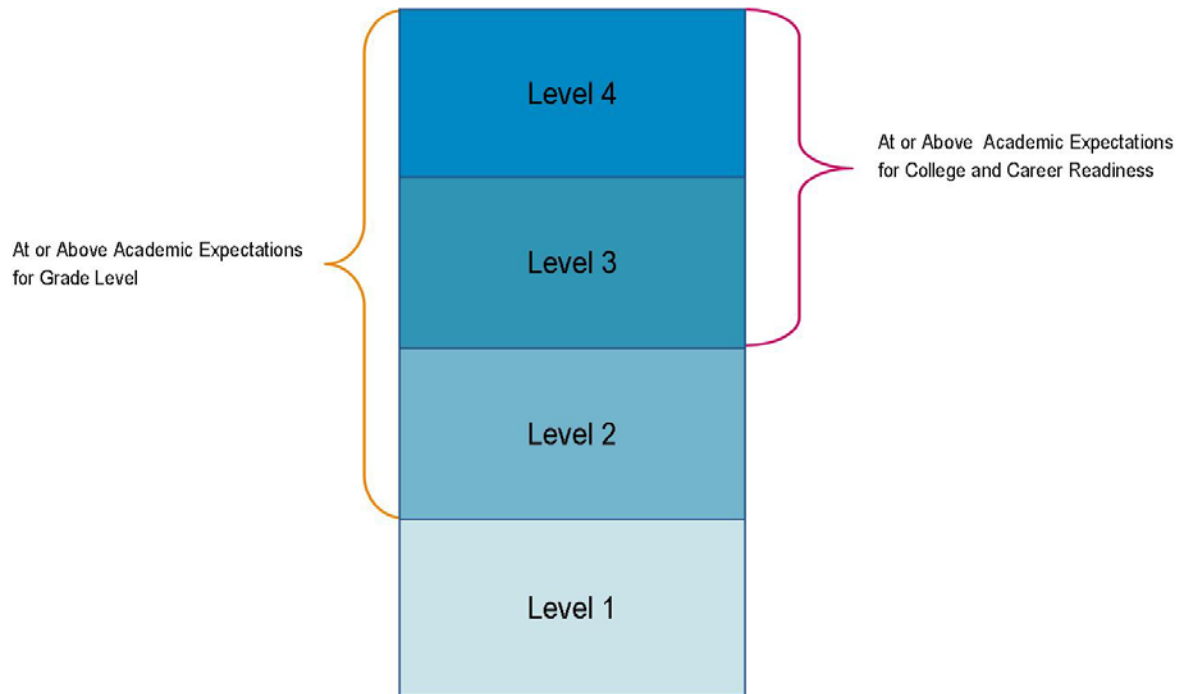 Level 4
At or Above Academic Expectations
for College and Career Readiness
At or Above Academic Expectations
for Grade Level
Level 3
Level 2
Level 1